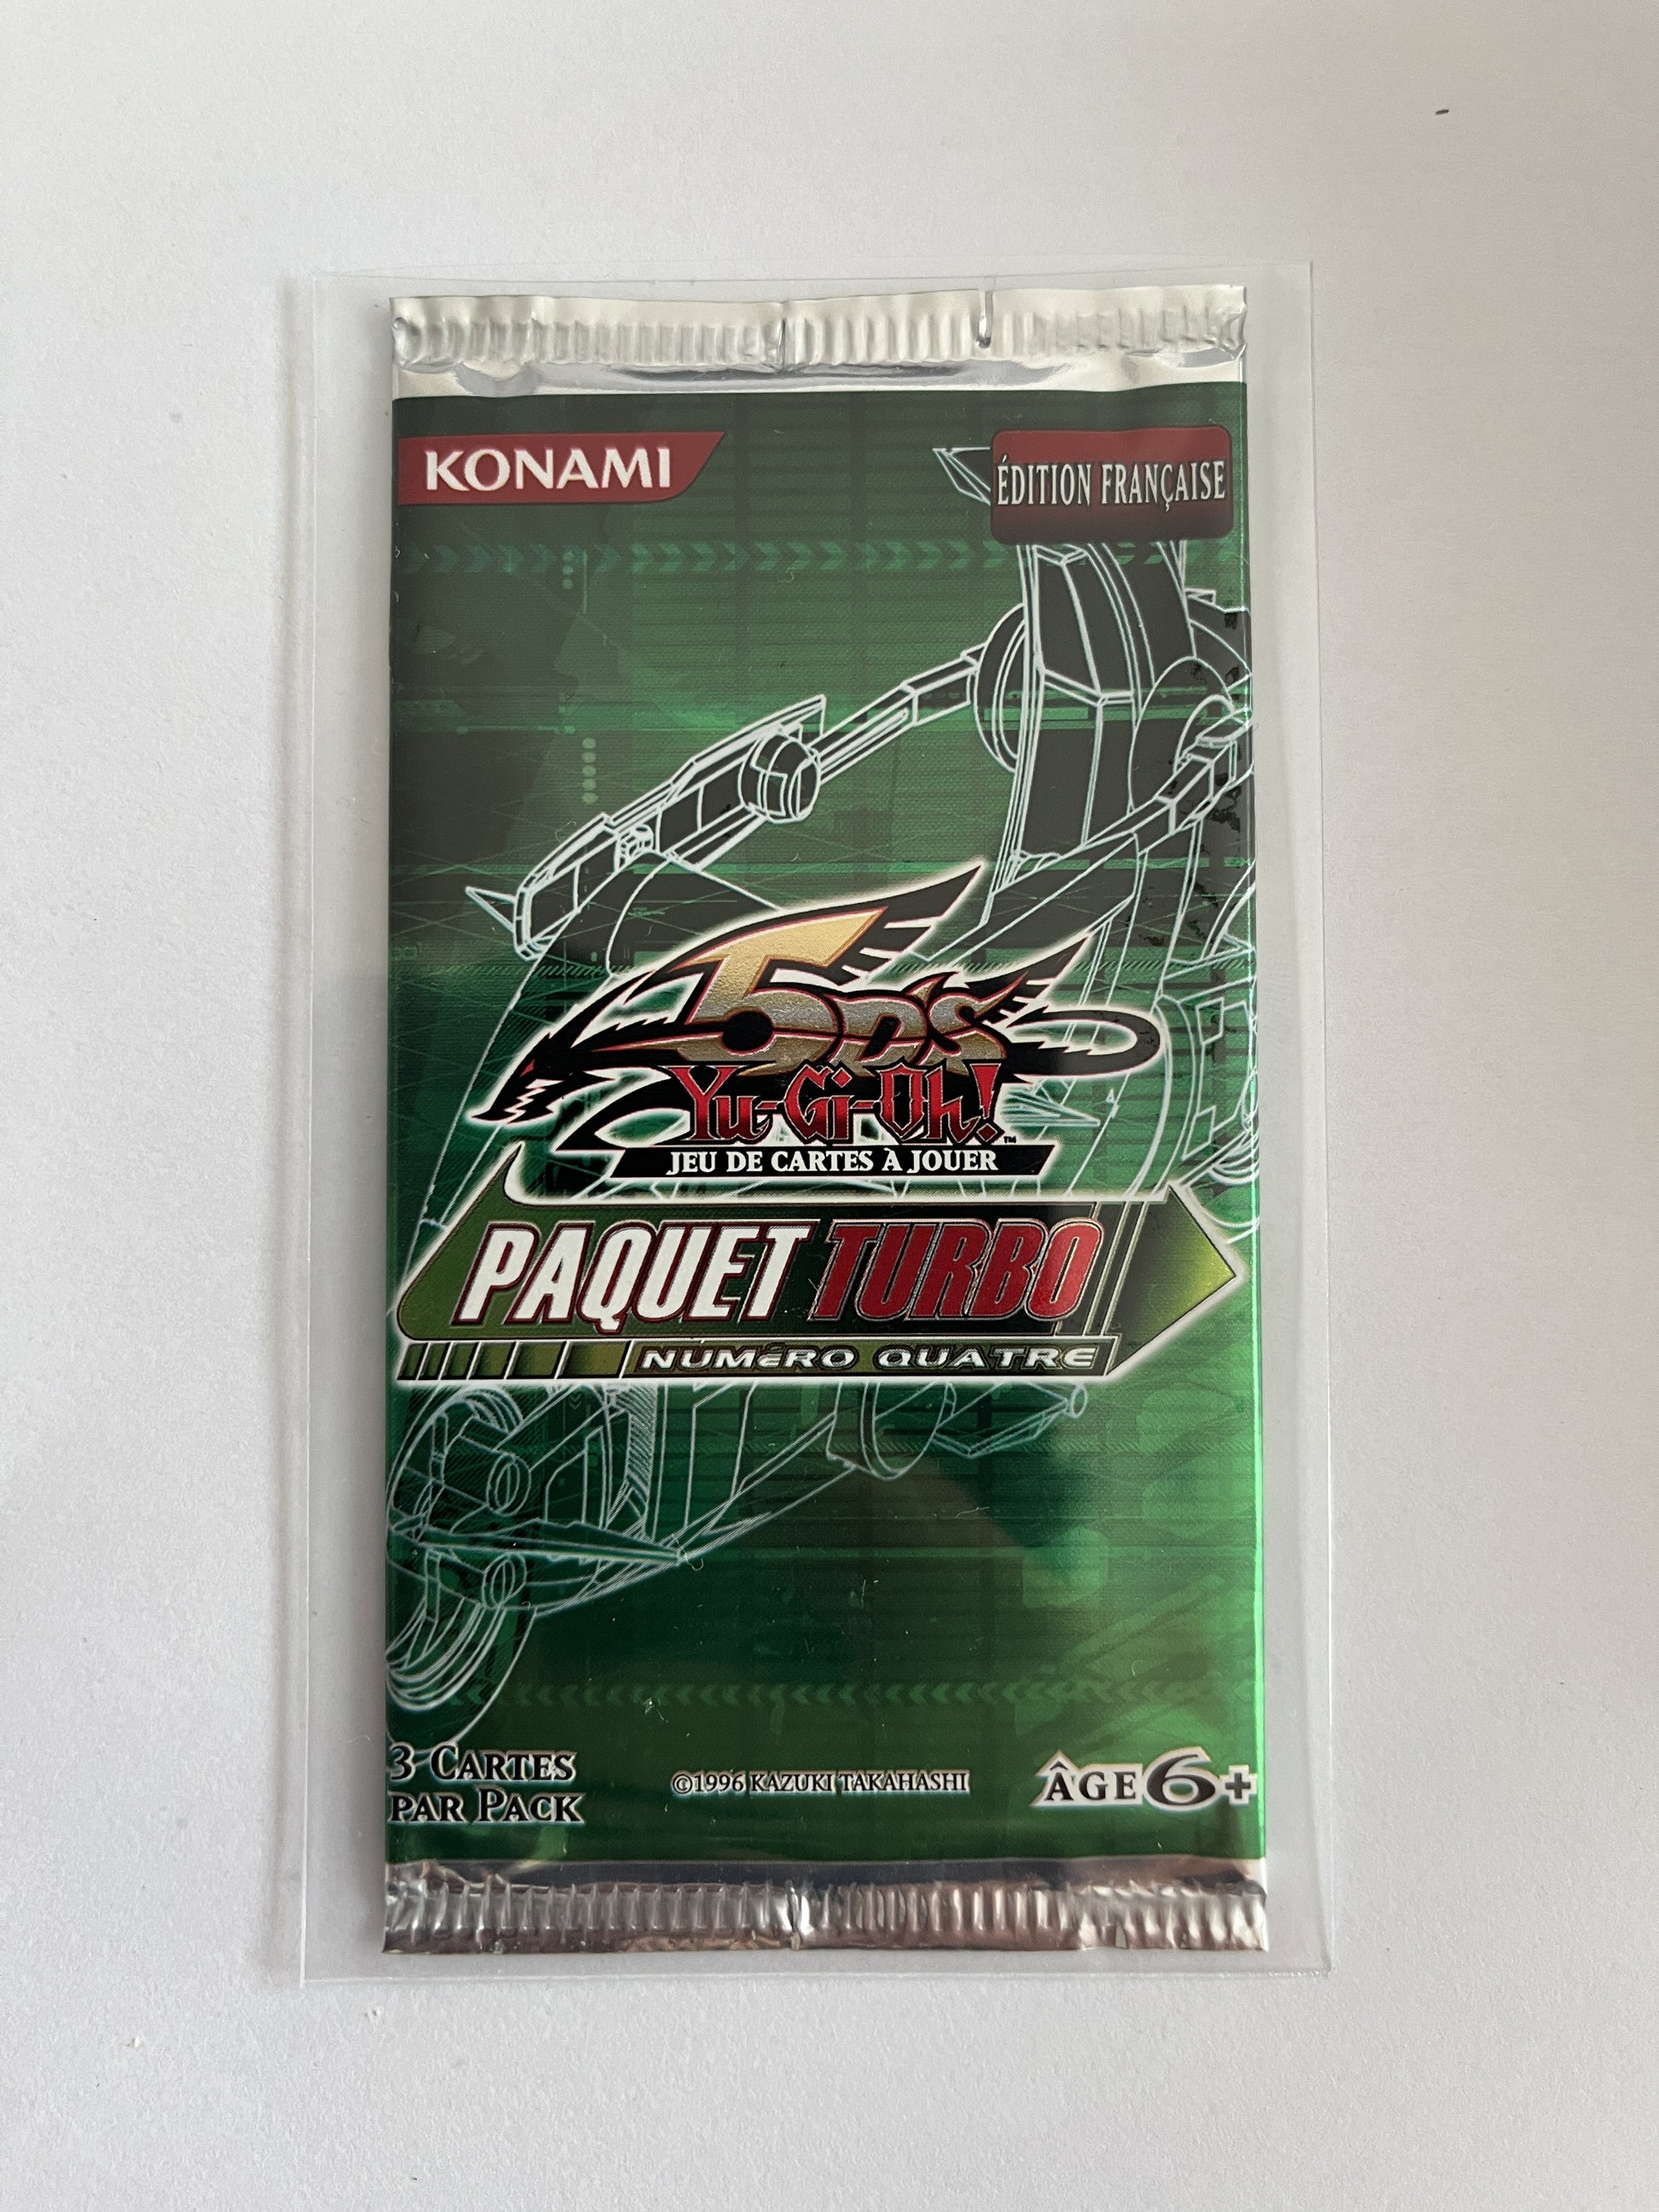 KONAMI
ÉDITION FRANÇAISE
5D'S
Yu-Gi-Oh!™
JEU DE CARTES À JOUER
PAQUET TURBO
NUMéRO QUATRE
3 CARTES
PAR PACK
©1996 KAZUKI TAKAHASHI
ÂGE 6+